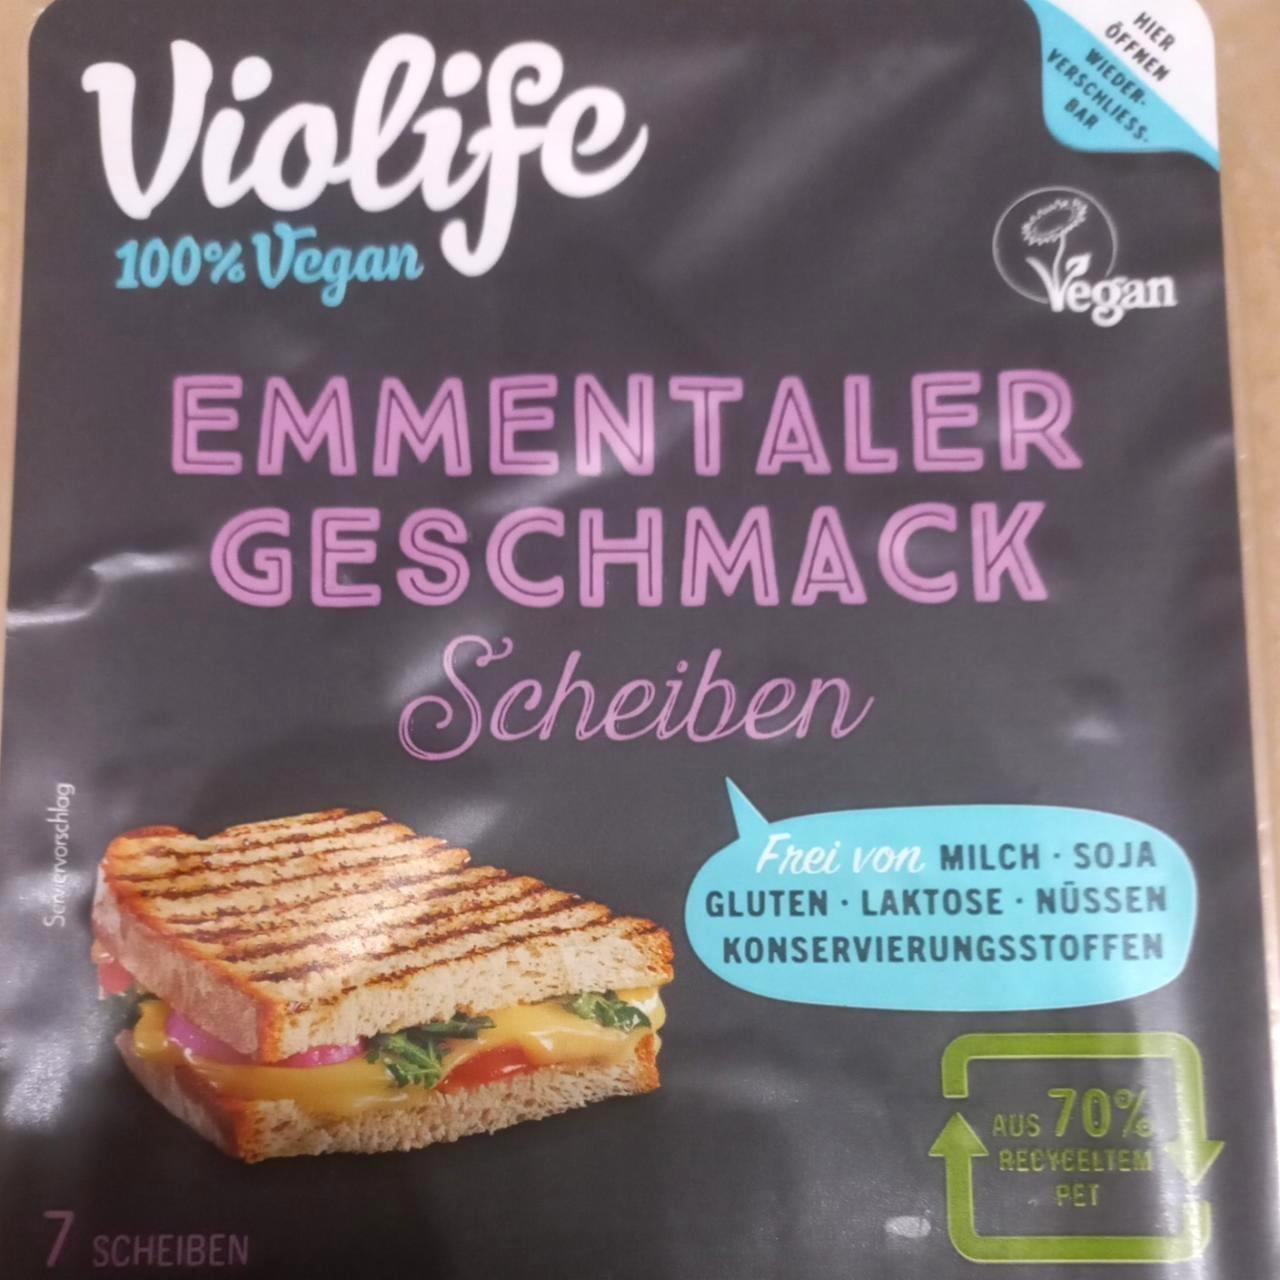 Violife
100% Vegan
HIER
ÖFFNEN
WIEDER-
VERSCHLIESS-
BAR
Vegan
EMMENTALER
GESCHMACK
Scheiben
Serviervorschlag
Frei von MILCH · SOJA
GLUTEN · LAKTOSE · NÜSSEN
KONSERVIERUNGSSTOFFEN
AUS 70%
RECYCELTEM
PET
7 SCHEIBEN